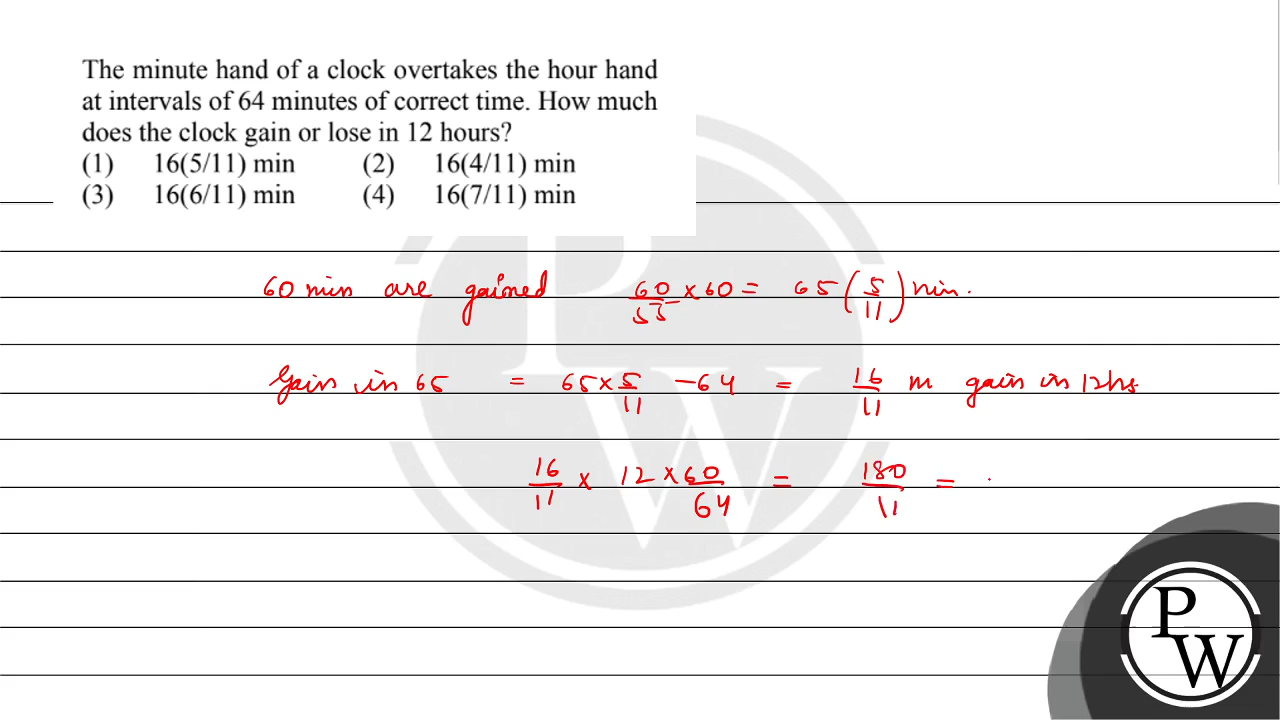 The minute hand of a clock overtakes the hour hand
at intervals of 64 minutes of correct time. How much
does the clock gain or lose in 12 hours?
(1) 16(5/11) min (2) 16(4/11) min
(3) 16(6/11) min (4) 16(7/11) min
60 min are gained 60/55 × 60 = 65 (5/11) min.
Gain in 65 = 65 × 5/11 - 64 = 16/11 m gain in 12hs
16/11 × 12 × 60/64 = 180/11 =
P
W